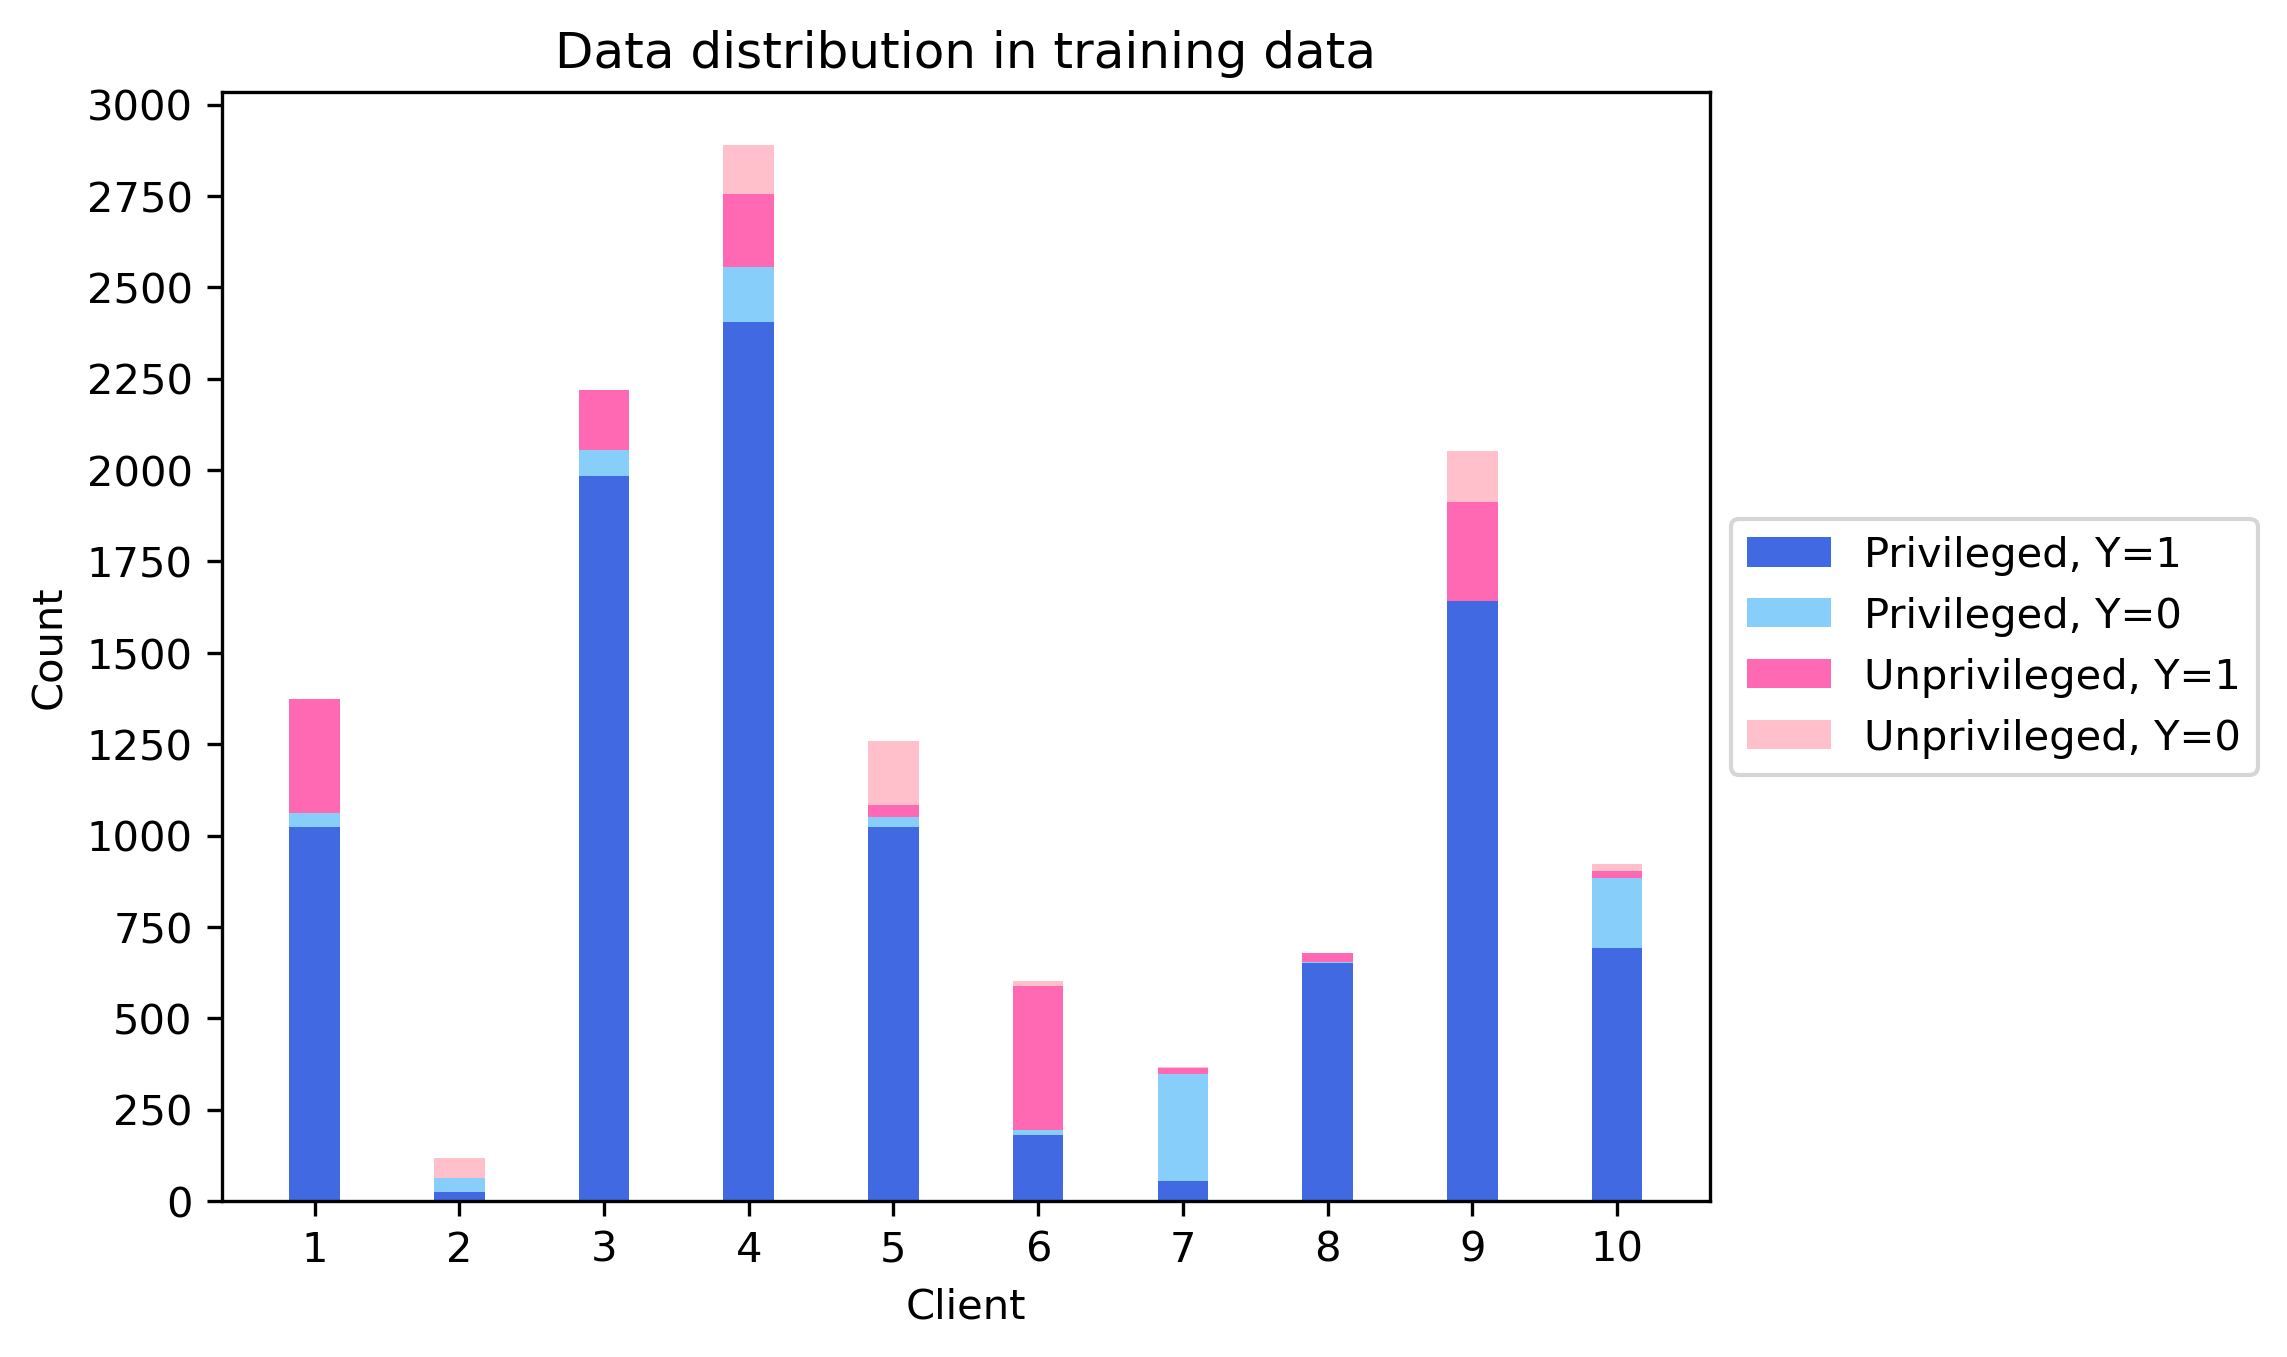 Data distribution in training data
3000
2750
2500
2250
2000
1750
1500
1250
1000
750
500
250
0
Count
1 2 3 4 5 6 7 8 9 10
Client
Privileged, Y=1
Privileged, Y=0
Unprivileged, Y=1
Unprivileged, Y=0